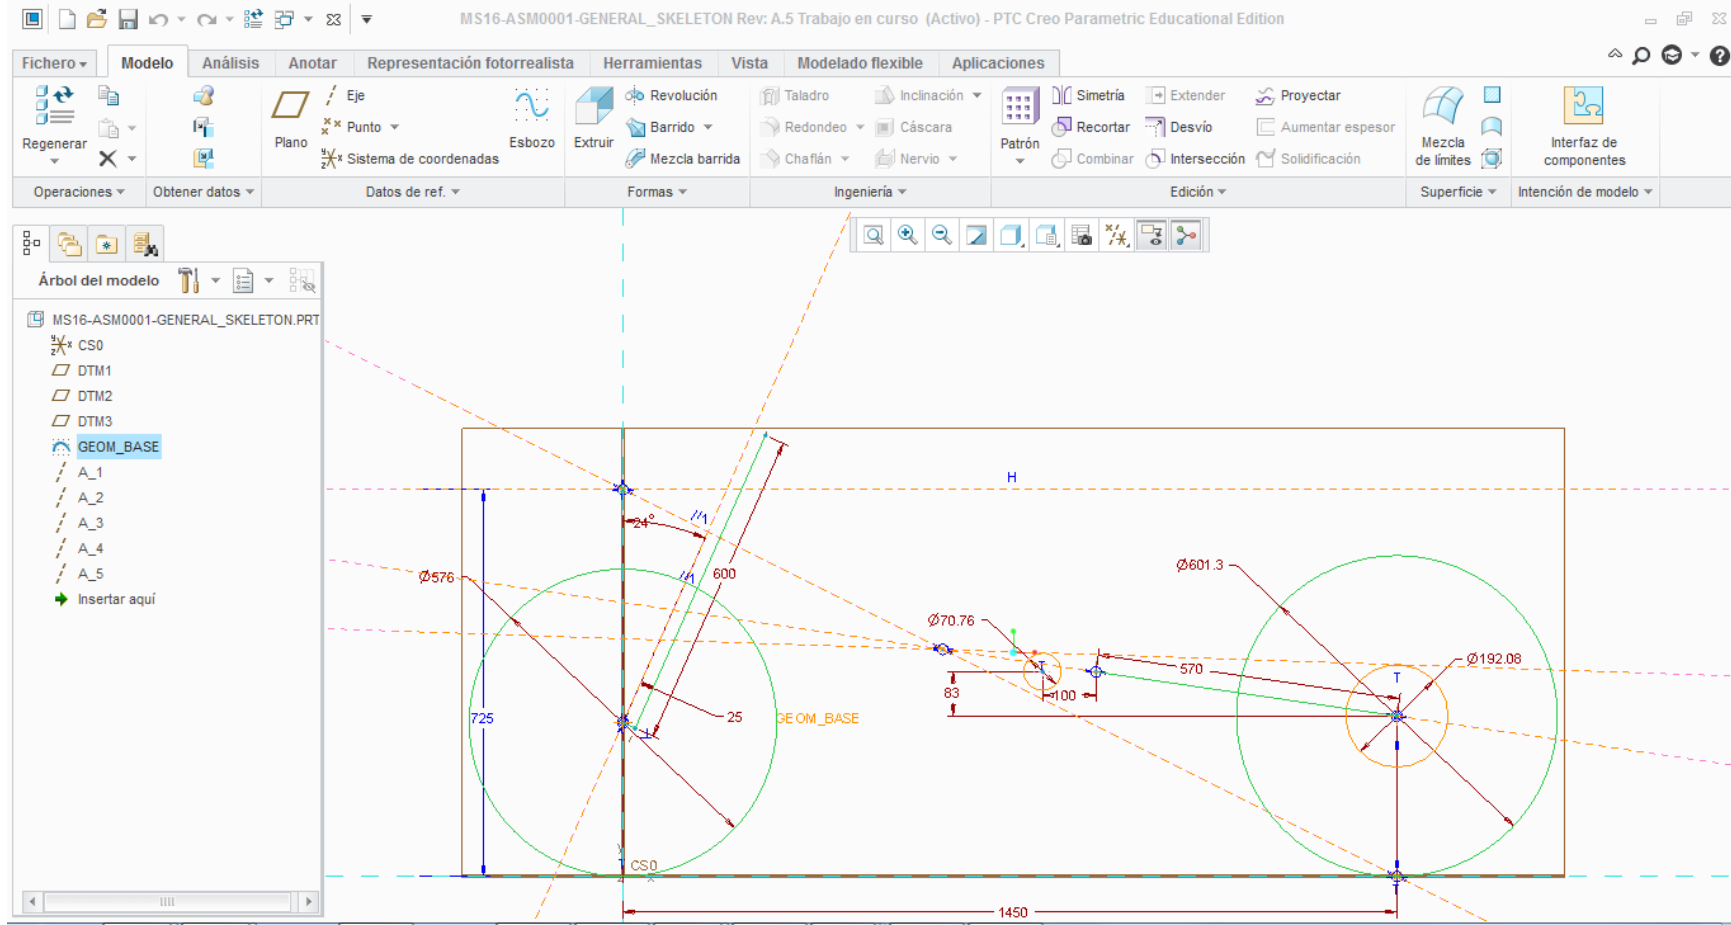 MS16-ASM0001-GENERAL_SKELETON Rev: A.5 Trabajo en curso (Activo) - PTC Creo Parametric Educational Edition
Fichero Modelo Análisis Anotar Representación fotorrealista Herramientas Vista Modelado flexible Aplicaciones
Regenerar
Operaciones
Obtener datos
Plano
Eje
Punto
Sistema de coordenadas
Esbozo
Datos de ref.
Extruir
Revolución
Barrido
Mezcla barrida
Formas
Taladro
Redondeo
Chaflán
Inclinación
Cáscara
Nervio
Ingeniería
Patrón
Simetría
Recortar
Combinar
Extender
Desvío
Intersección
Proyectar
Aumentar espesor
Solidificación
Edición
Mezcla
de límites
Superficie
Interfaz de
componentes
Intención de modelo
Árbol del modelo
MS16-ASM0001-GENERAL_SKELETON.PRT
CS0
DTM1
DTM2
DTM3
GEOM_BASE
A_1
A_2
A_3
A_4
A_5
Insertar aquí
H
24°
//1
//1
600
Ø576
Ø601.3
Ø70.76
Ø192.08
570
T
T
83
100
725
25
GEOM_BASE
CS0
1450